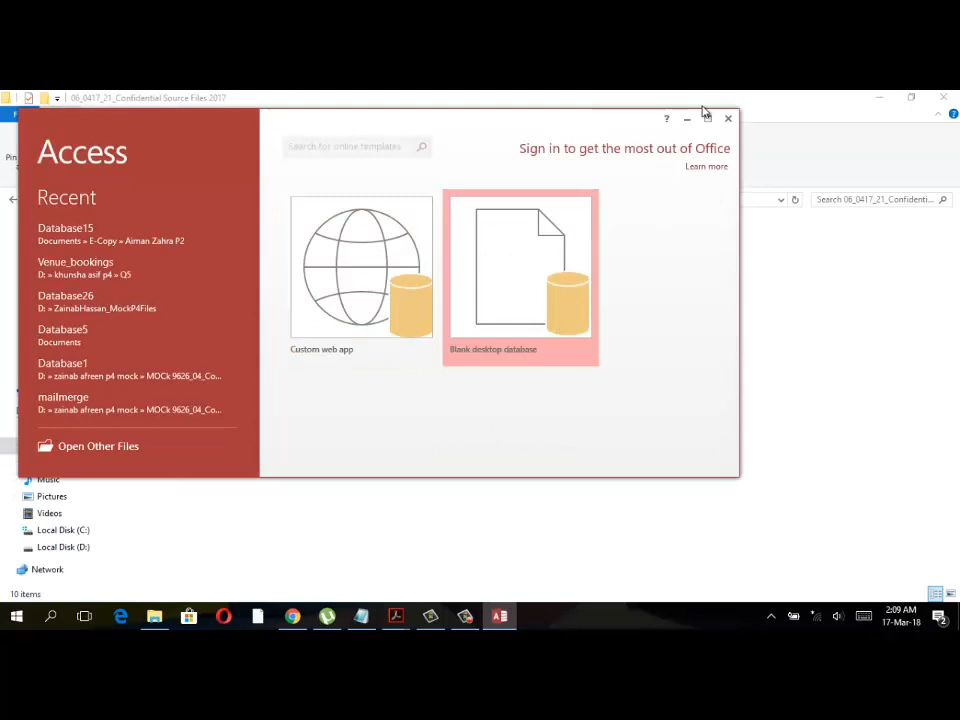 06_0417_21_Confidential Source Files 2017
Access
Recent
Database15
Documents » E-Copy » Aiman Zahra P2
Venue_bookings
D: » khunsha asif p4 » Q5
Database26
D: » ZainabHassan_MockP4Files
Database5
Documents
Database1
D: » zainab afreen p4 mock » MOCk 9626_04_Co...
mailmerge
D: » zainab afreen p4 mock » MOCk 9626_04_Co...
Open Other Files
Search for online templates
?
Sign in to get the most out of Office
Learn more
Custom web app
Blank desktop database
Search 06_0417_21_Confidenti...
Music
Pictures
Videos
Local Disk (C:)
Local Disk (D:)
Network
10 items
2:09 AM
17-Mar-18
2